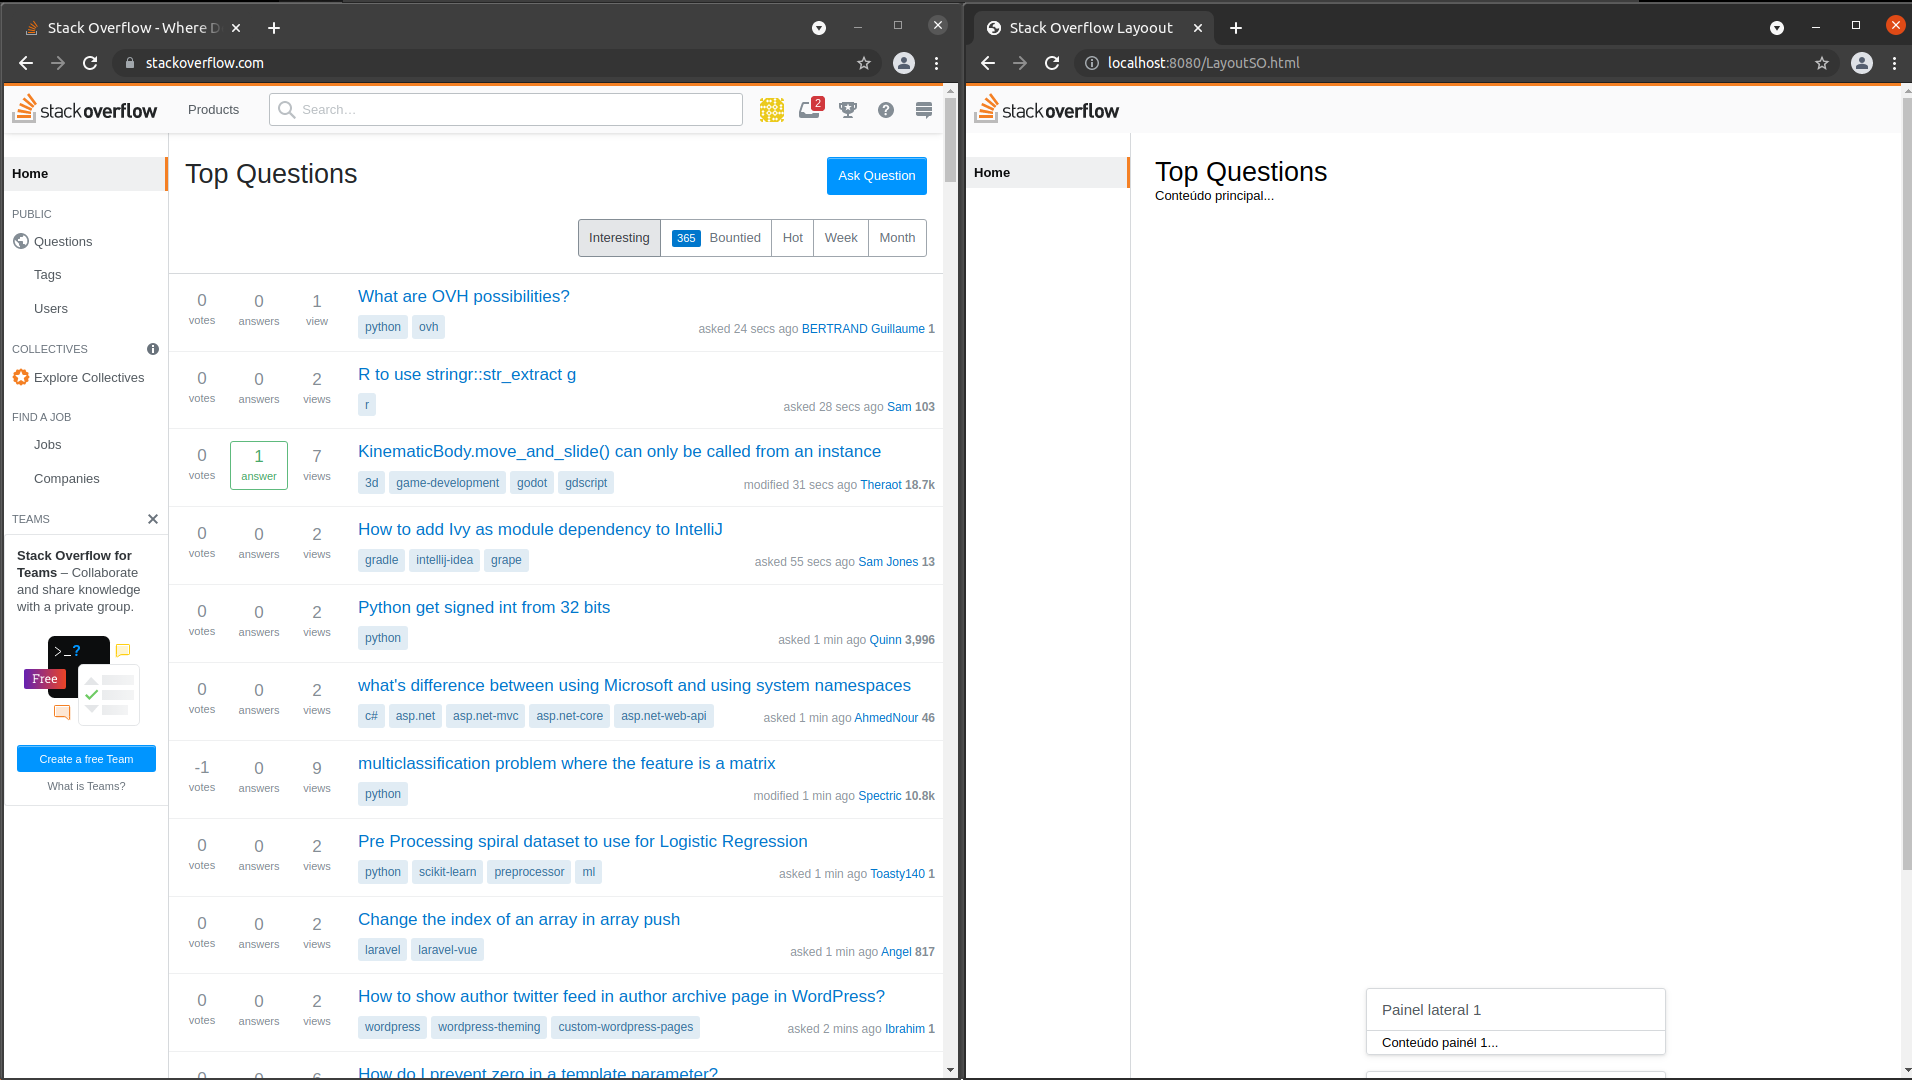 Stack Overflow - Where D
stackoverflow.com
stackoverflow
Products
Search...
2
Home
PUBLIC
Questions
Tags
Users
COLLECTIVES
Explore Collectives
FIND A JOB
Jobs
Companies
TEAMS
Stack Overflow for
Teams – Collaborate
and share knowledge
with a private group.
>_?
Free
Create a free Team
What is Teams?
Top Questions
Ask Question
Interesting
365 Bountied
Hot
Week
Month
0 votes
0 answers
1 view
What are OVH possibilities?
python ovh
asked 24 secs ago BERTRAND Guillaume 1
0 votes
0 answers
2 views
R to use stringr::str_extract g
r
asked 28 secs ago Sam 103
0 votes
1 answer
7 views
KinematicBody.move_and_slide() can only be called from an instance
3d game-development godot gdscript
modified 31 secs ago Theraot 18.7k
0 votes
0 answers
2 views
How to add Ivy as module dependency to IntelliJ
gradle intellij-idea grape
asked 55 secs ago Sam Jones 13
0 votes
0 answers
2 views
Python get signed int from 32 bits
python
asked 1 min ago Quinn 3,996
0 votes
0 answers
2 views
what's difference between using Microsoft and using system namespaces
c# asp.net asp.net-mvc asp.net-core asp.net-web-api
asked 1 min ago AhmedNour 46
-1 votes
0 answers
9 views
multiclassification problem where the feature is a matrix
python
modified 1 min ago Spectric 10.8k
0 votes
0 answers
2 views
Pre Processing spiral dataset to use for Logistic Regression
python scikit-learn preprocessor ml
asked 1 min ago Toasty140 1
0 votes
0 answers
2 views
Change the index of an array in array push
laravel laravel-vue
asked 1 min ago Angel 817
0 votes
0 answers
2 views
How to show author twitter feed in author archive page in WordPress?
wordpress wordpress-theming custom-wordpress-pages
asked 2 mins ago Ibrahim 1
0
0
6
How do I prevent zero in a template parameter?
Stack Overflow Layoout
localhost:8080/LayoutSO.html
stackoverflow
Home
Top Questions
Conteúdo principal...
Painel lateral 1
Conteúdo painél 1...